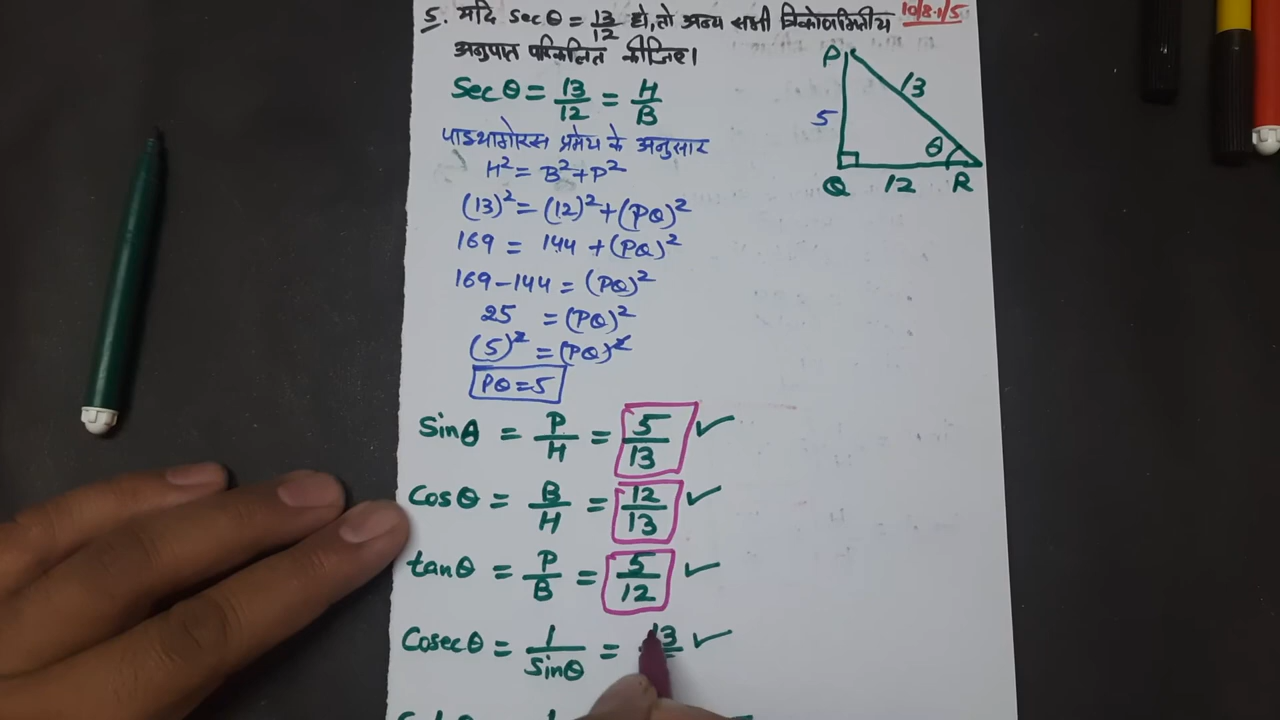 5. यदि Secθ = 13/12 हो, तो अन्य सभी त्रिकोणमितीय 10/8.1/5
अनुपात परिकलित कीजिए।
Secθ = 13/12 = H/B
पाइथागोरस प्रमेय के अनुसार
H² = B² + P²
(13)² = (12)² + (PQ)²
169 = 144 + (PQ)²
169 - 144 = (PQ)²
25 = (PQ)²
(5)² = (PQ)²
PQ = 5
P
13
5
θ
Q 12 R
Sinθ = P/H = 5/13 ✓
Cosθ = B/H = 12/13 ✓
tanθ = P/B = 5/12 ✓
Cosecθ = 1/Sinθ = 13 ✓